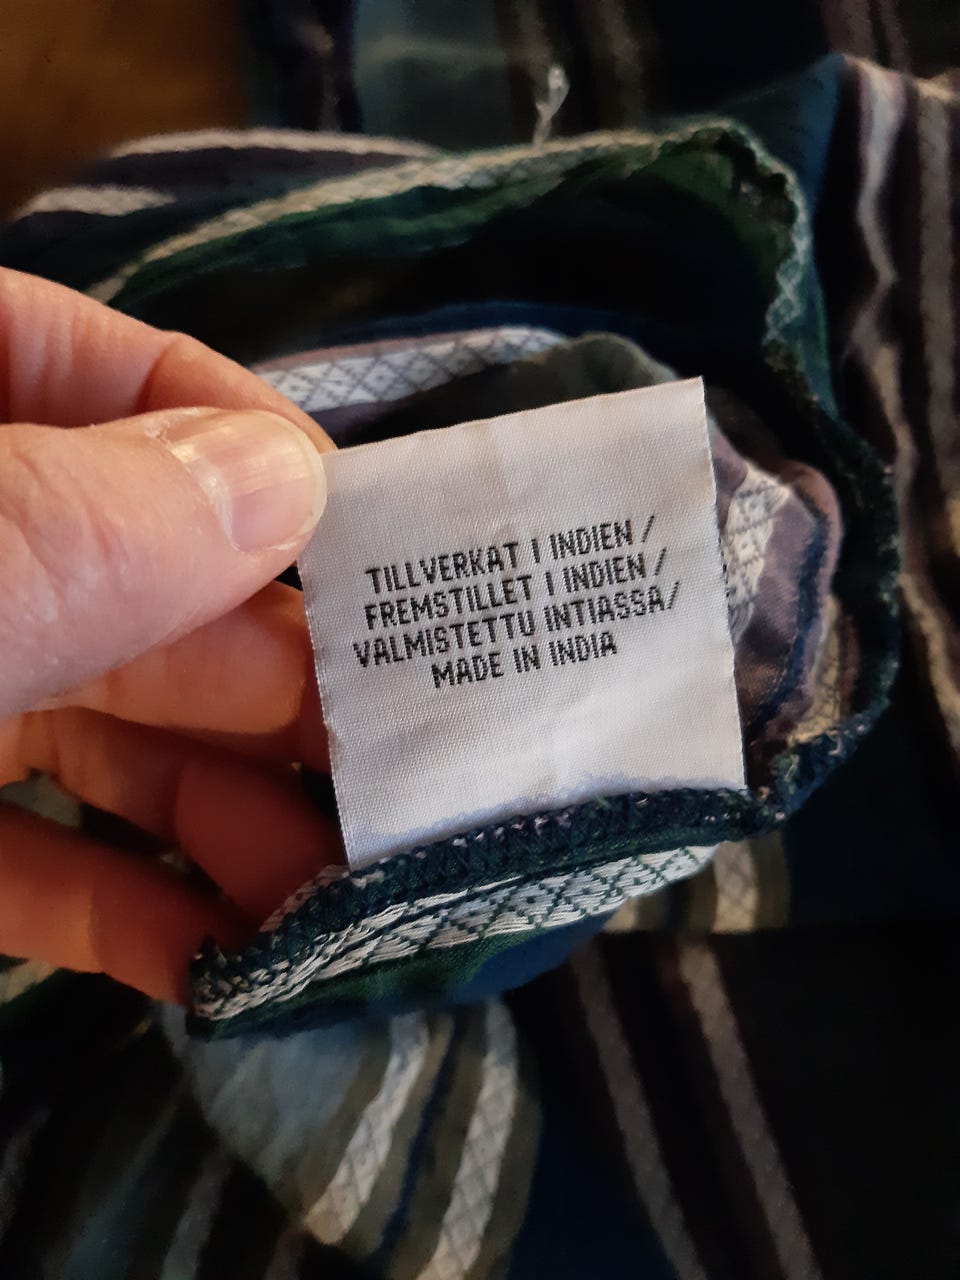 TILLVERKAT I INDIEN /
FREMSTILLET I INDIEN /
VALMISTETTU INTIASSA/
MADE IN INDIA